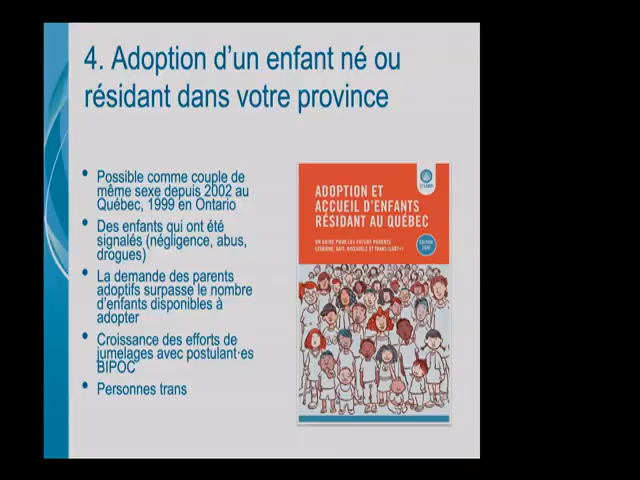 4. Adoption d'un enfant né ou
résidant dans votre province
• Possible comme couple de
même sexe depuis 2002 au
Québec, 1999 en Ontario
• Des enfants qui ont été
signalés (négligence, abus,
drogues)
• La demande des parents
adoptifs surpasse le nombre
d'enfants disponibles à
adopter
• Croissance des efforts de
jumelages avec postulant·es
BIPOC
• Personnes trans
ADOPTION ET
ACCUEIL D'ENFANTS
RÉSIDANT AU QUÉBEC
UN GUIDE POUR LES FUTURS PARENTS
LESBIENS, GAIS, BISEXUELS ET TRANS (LGBT+)